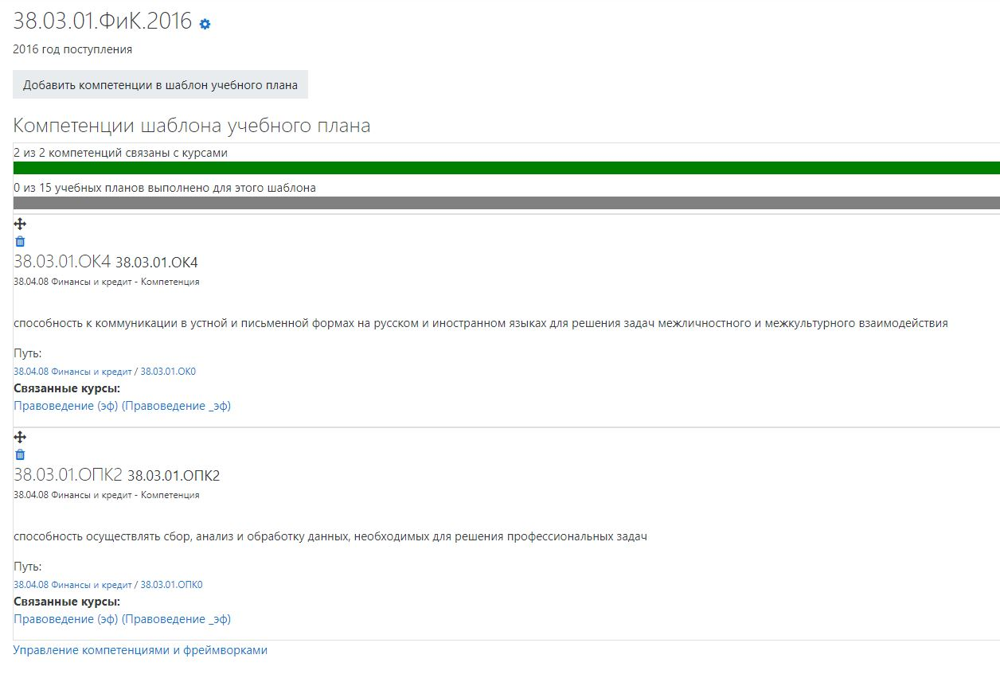 38.03.01.ФиК.2016
2016 год поступления
Добавить компетенции в шаблон учебного плана
Компетенции шаблона учебного плана
2 из 2 компетенций связаны с курсами
0 из 15 учебных планов выполнено для этого шаблона
38.03.01.ОК4 38.03.01.ОК4
38.04.08 Финансы и кредит - Компетенция
способность к коммуникации в устной и письменной формах на русском и иностранном языках для решения задач межличностного и межкультурного взаимодействия
Путь:
38.04.08 Финансы и кредит / 38.03.01.ОК0
Связанные курсы:
Правоведение (эф) (Правоведение _эф)
38.03.01.ОПК2 38.03.01.ОПК2
38.04.08 Финансы и кредит - Компетенция
способность осуществлять сбор, анализ и обработку данных, необходимых для решения профессиональных задач
Путь:
38.04.08 Финансы и кредит / 38.03.01.ОПК0
Связанные курсы:
Правоведение (эф) (Правоведение _эф)
Управление компетенциями и фреймворками